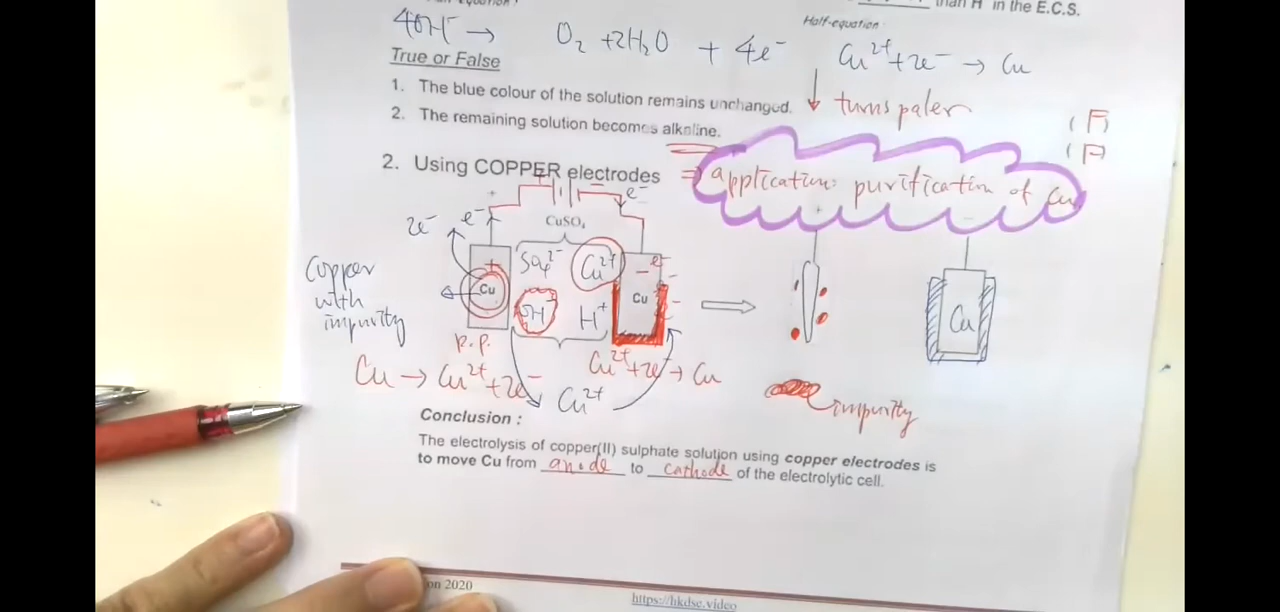 than H in the E.C.S.
Half-equation :
4OH⁻ → O₂ + 2H₂O + 4e⁻
Cu²⁺ + 2e⁻ → Cu
True or False
1. The blue colour of the solution remains unchanged.
↓ turns paler
(F)
2. The remaining solution becomes alkaline.
(F)
2. Using COPPER electrodes
⇒ application: purification of Cu
+ −
e⁻
2e⁻ e⁻
CuSO₄
+ SO₄²⁻ Cu²⁺ − e⁻
Cu OH⁻ H⁺ Cu
Cu
Copper
with
impurity
r.p.
Cu → Cu²⁺ + 2e⁻
Cu²⁺ + 2e⁻ → Cu
Cu²⁺
impurity
Conclusion :
The electrolysis of copper(II) sulphate solution using copper electrodes is
to move Cu from anode to cathode of the electrolytic cell.
on 2020
https://hkdse.video